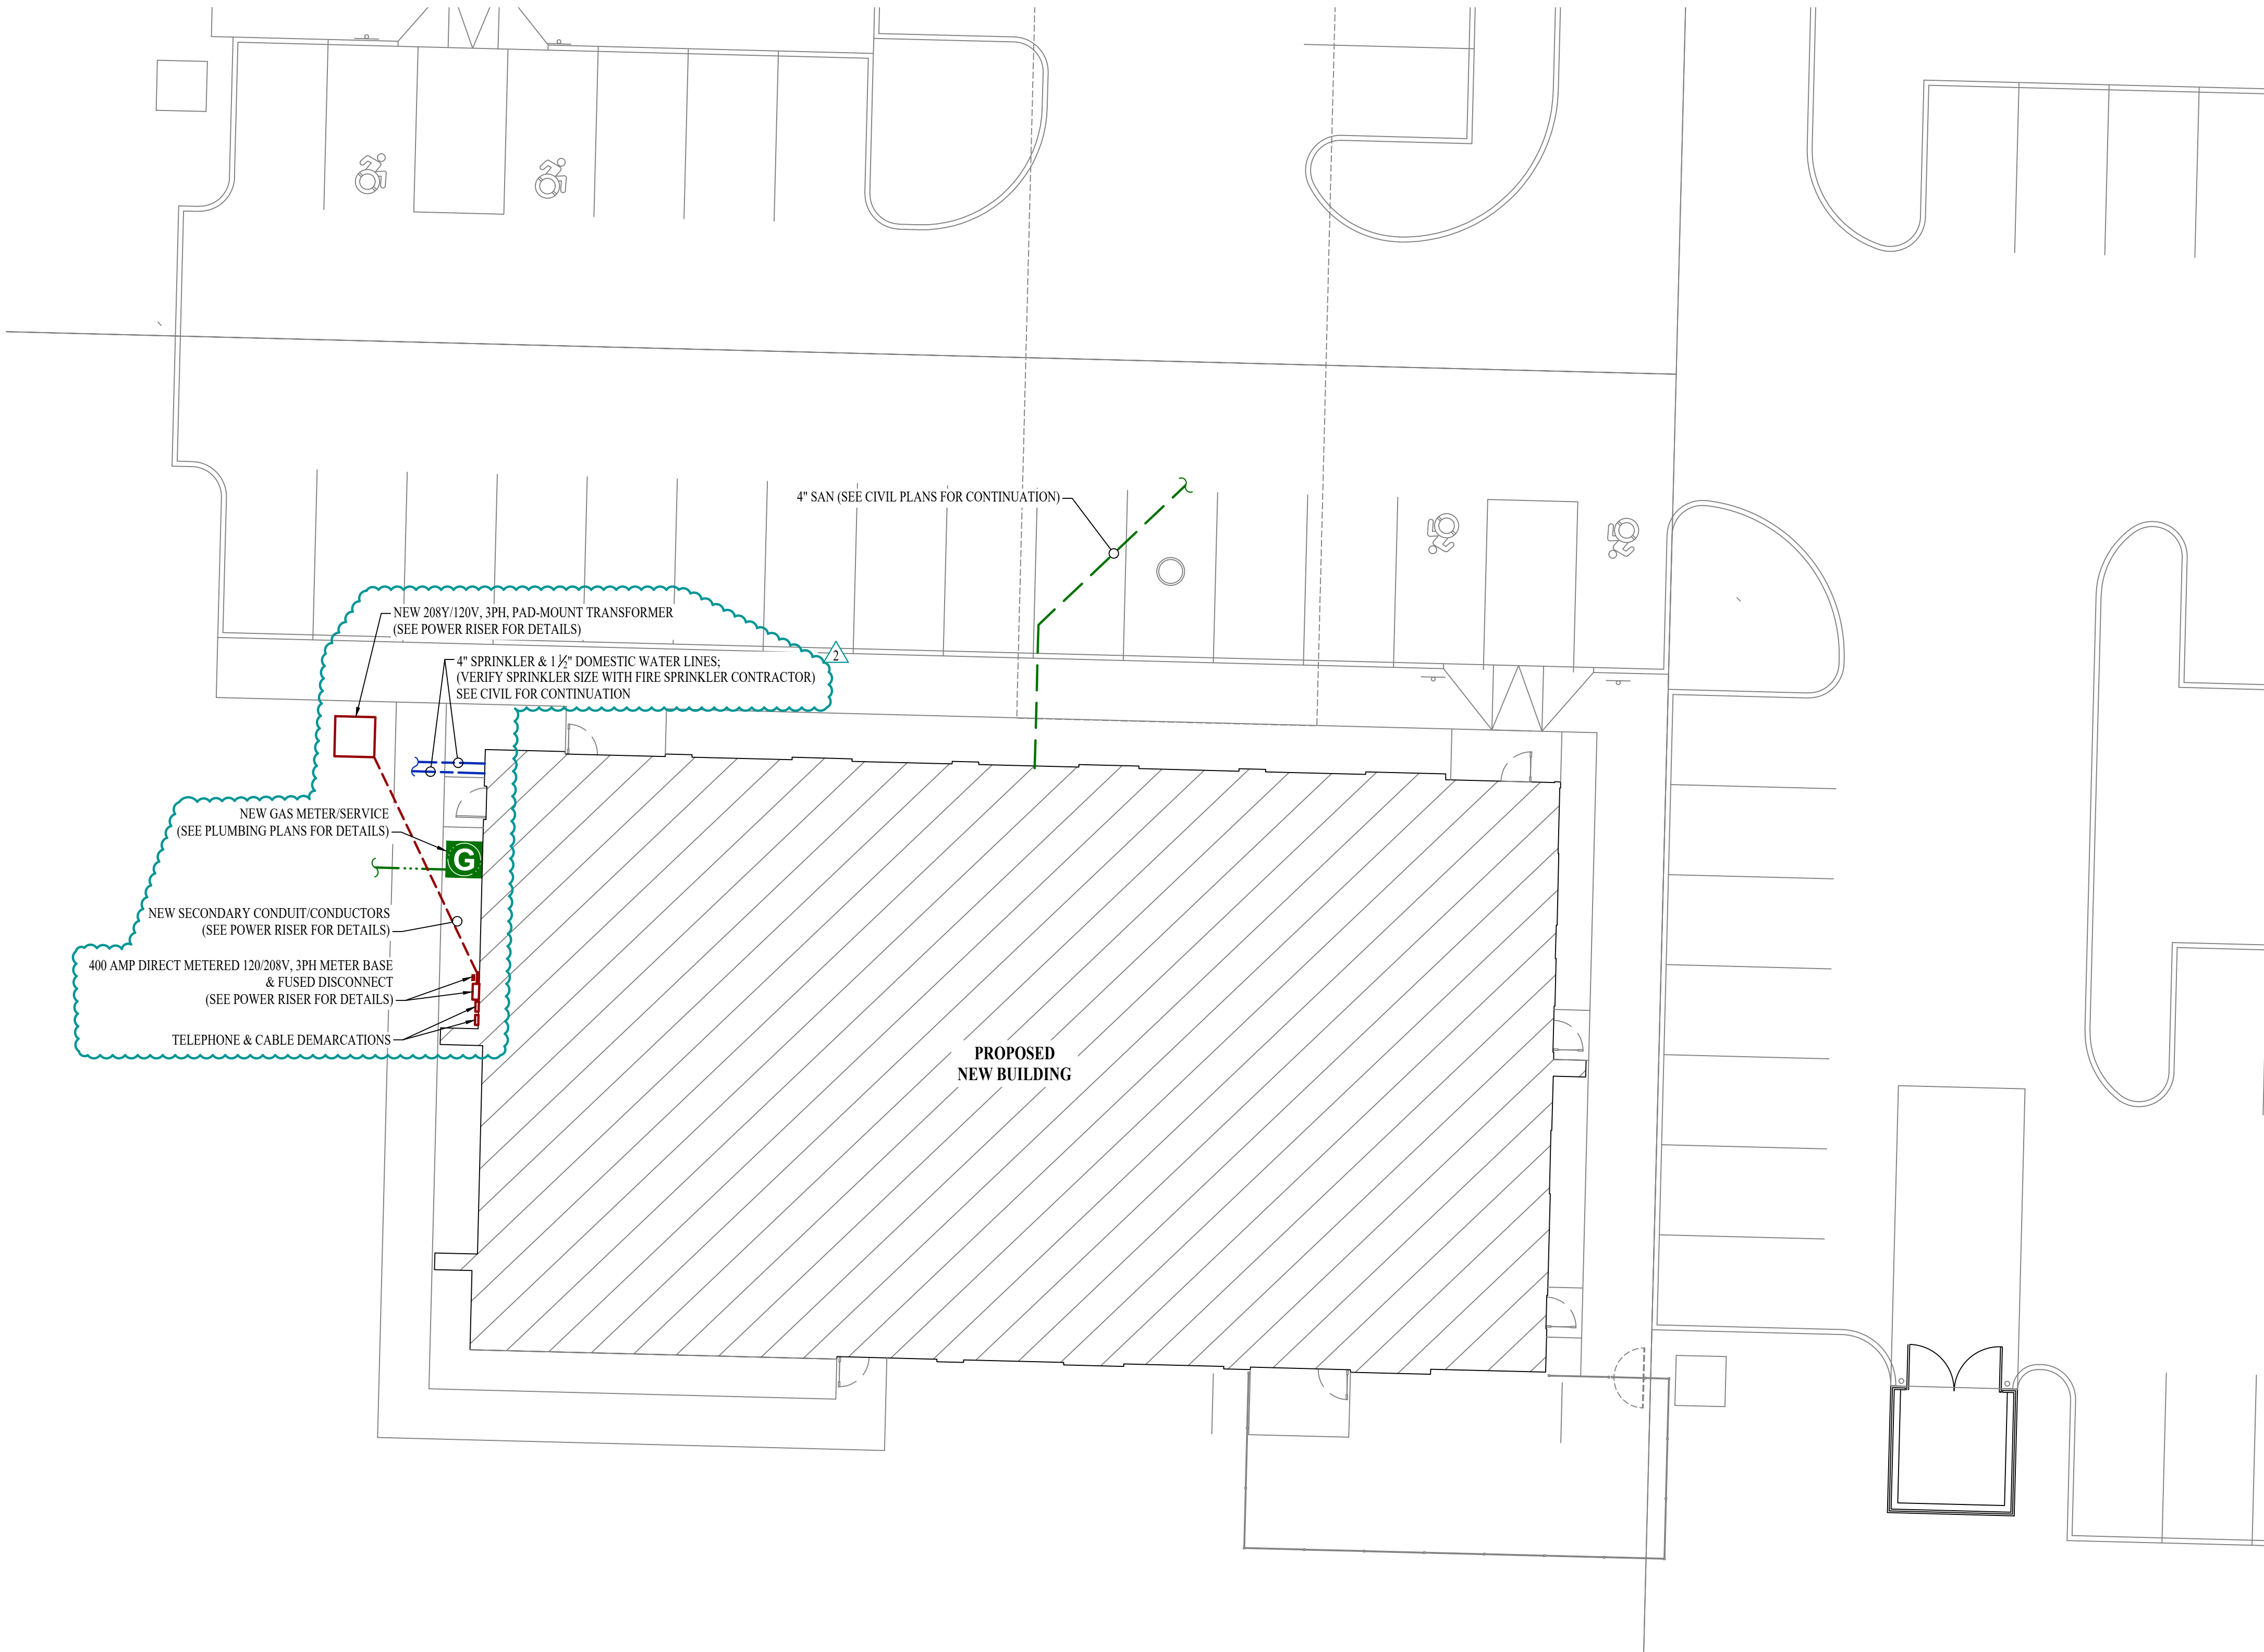 4" SAN (SEE CIVIL PLANS FOR CONTINUATION)
NEW 208Y/120V, 3PH, PAD-MOUNT TRANSFORMER
(SEE POWER RISER FOR DETAILS)
2
4" SPRINKLER & 1 1/2" DOMESTIC WATER LINES;
(VERIFY SPRINKLER SIZE WITH FIRE SPRINKLER CONTRACTOR)
SEE CIVIL FOR CONTINUATION
NEW GAS METER/SERVICE
(SEE PLUMBING PLANS FOR DETAILS)
G
NEW SECONDARY CONDUIT/CONDUCTORS
(SEE POWER RISER FOR DETAILS)
400 AMP DIRECT METERED 120/208V, 3PH METER BASE
& FUSED DISCONNECT
(SEE POWER RISER FOR DETAILS)
TELEPHONE & CABLE DEMARCATIONS
PROPOSED
NEW BUILDING